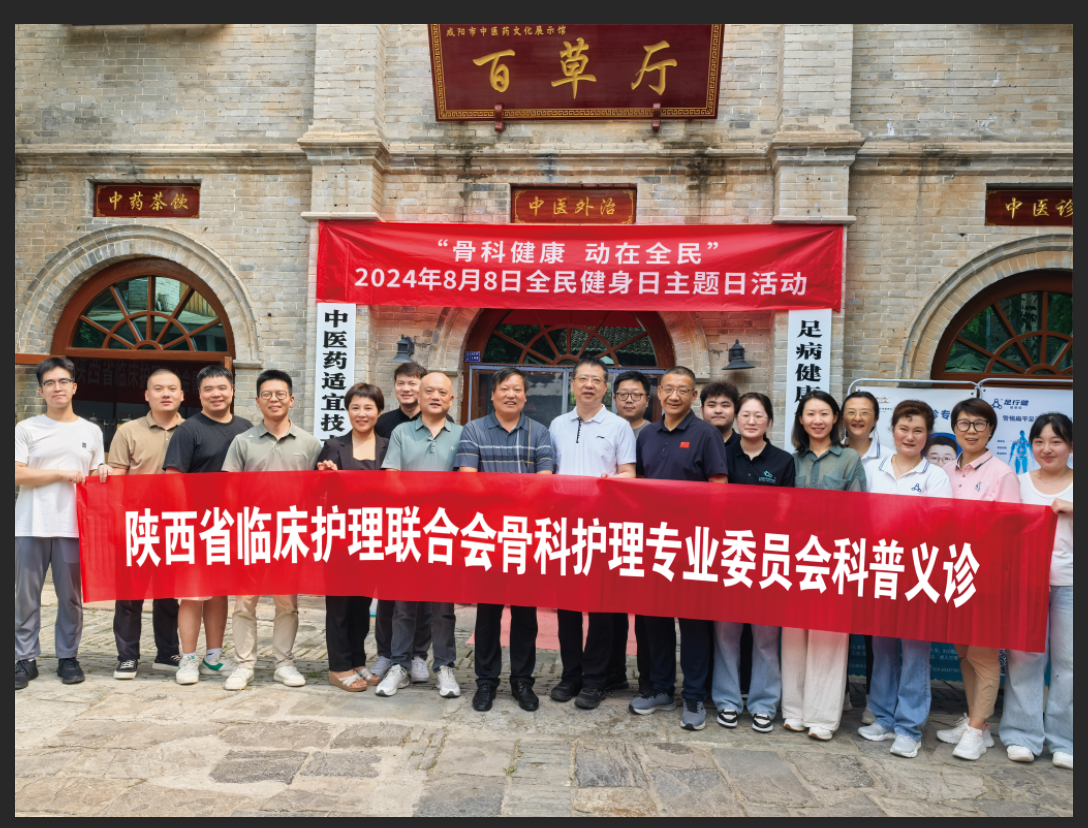 咸阳市中医药文化展示馆
百草厅
中药茶饮
中医外治
中医诊
“骨科健康 动在全民”
2024年8月8日全民健身日主题日活动
中医药适宜技
足病健康
足行健
陕西省临床护理联合会骨科护理专业委员会科普义诊